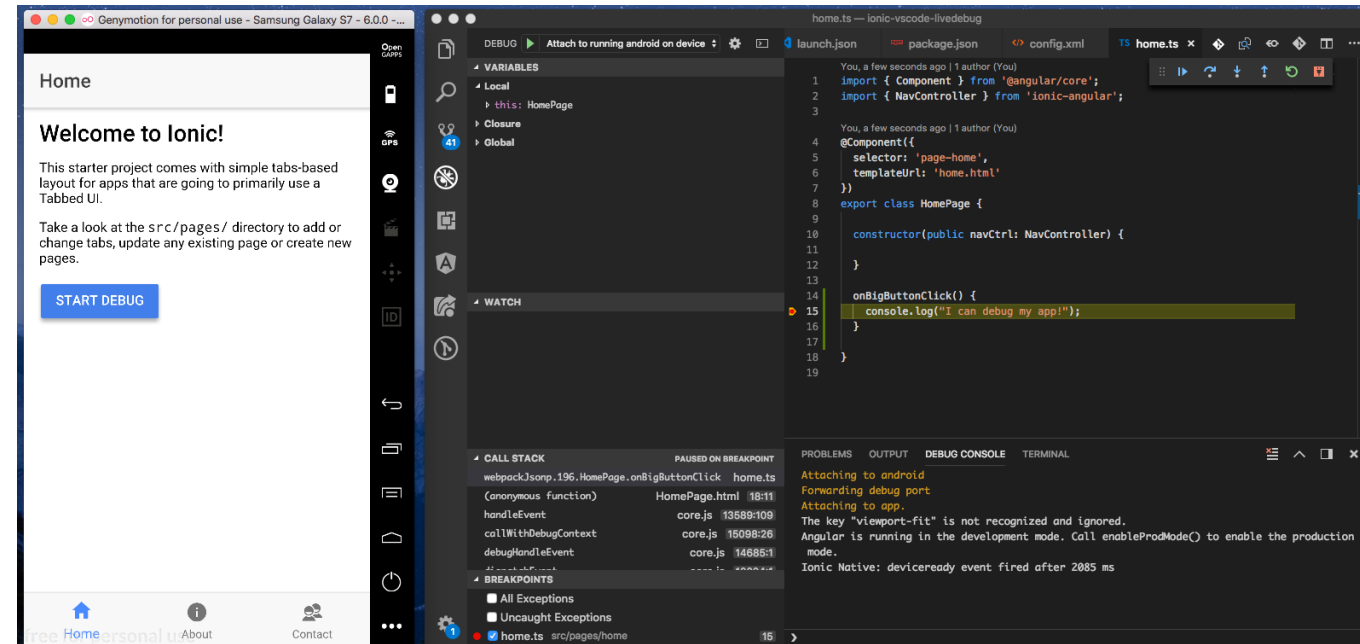 Genymotion for personal use - Samsung Galaxy S7 - 6.0.0 -...
Open
GAPPS
GPS
ID
Home
Welcome to Ionic!
This starter project comes with simple tabs-based
layout for apps that are going to primarily use a
Tabbed UI.
Take a look at the src/pages/ directory to add or
change tabs, update any existing page or create new
pages.
START DEBUG
Home
About
Contact
free for personal use
home.ts — ionic-vscode-livedebug
41
1
DEBUG
Attach to running android on device
VARIABLES
Local
this: HomePage
Closure
Global
WATCH
CALL STACK PAUSED ON BREAKPOINT
webpackJsonp.196.HomePage.onBigButtonClick home.ts
(anonymous function) HomePage.html 18:11
handleEvent core.js 13589:109
callWithDebugContext core.js 15098:26
debugHandleEvent core.js 14685:1
BREAKPOINTS
All Exceptions
Uncaught Exceptions
home.ts src/pages/home 15
launch.json package.json config.xml TS home.ts
You, a few seconds ago | 1 author (You)
1 import { Component } from '@angular/core';
2 import { NavController } from 'ionic-angular';
3
You, a few seconds ago | 1 author (You)
4 @Component({
5 selector: 'page-home',
6 templateUrl: 'home.html'
7 })
8 export class HomePage {
9
10 constructor(public navCtrl: NavController) {
11
12 }
13
14 onBigButtonClick() {
15 console.log("I can debug my app!");
16 }
17
18 }
19
PROBLEMS OUTPUT DEBUG CONSOLE TERMINAL
Attaching to android
Forwarding debug port
Attaching to app.
The key "viewport-fit" is not recognized and ignored.
Angular is running in the development mode. Call enableProdMode() to enable the production
mode.
Ionic Native: deviceready event fired after 2085 ms